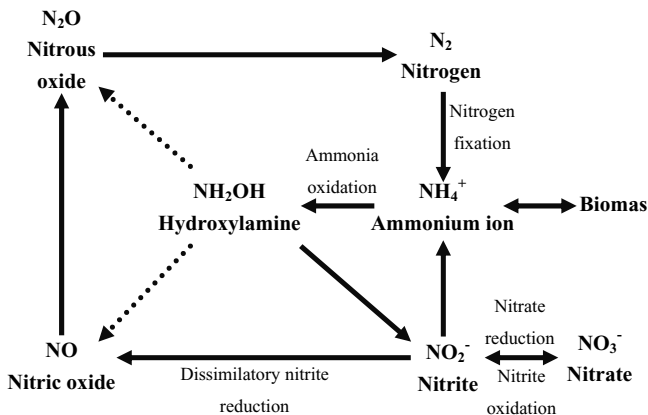 N₂O
Nitrous
oxide
N₂
Nitrogen
Nitrogen
fixation
Ammonia
oxidation
NH₂OH
Hydroxylamine
NH₄⁺
Ammonium ion
Biomas
NO
Nitric oxide
Dissimilatory nitrite
reduction
NO₂⁻
Nitrite
Nitrate
reduction
Nitrite
oxidation
NO₃⁻
Nitrate